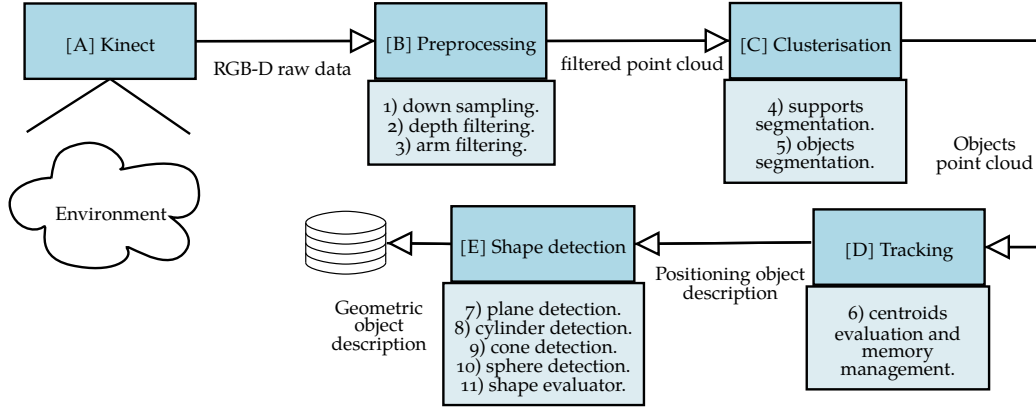 [A] Kinect
RGB-D raw data
[B] Preprocessing
1) down sampling.
2) depth filtering.
3) arm filtering.
filtered point cloud
[C] Clusterisation
4) supports
segmentation.
5) objects
segmentation.
Objects
point cloud
Environment
[D] Tracking
6) centroids
evaluation and
memory
management.
Positioning object
description
[E] Shape detection
7) plane detection.
8) cylinder detection.
9) cone detection.
10) sphere detection.
11) shape evaluator.
Geometric
object
description